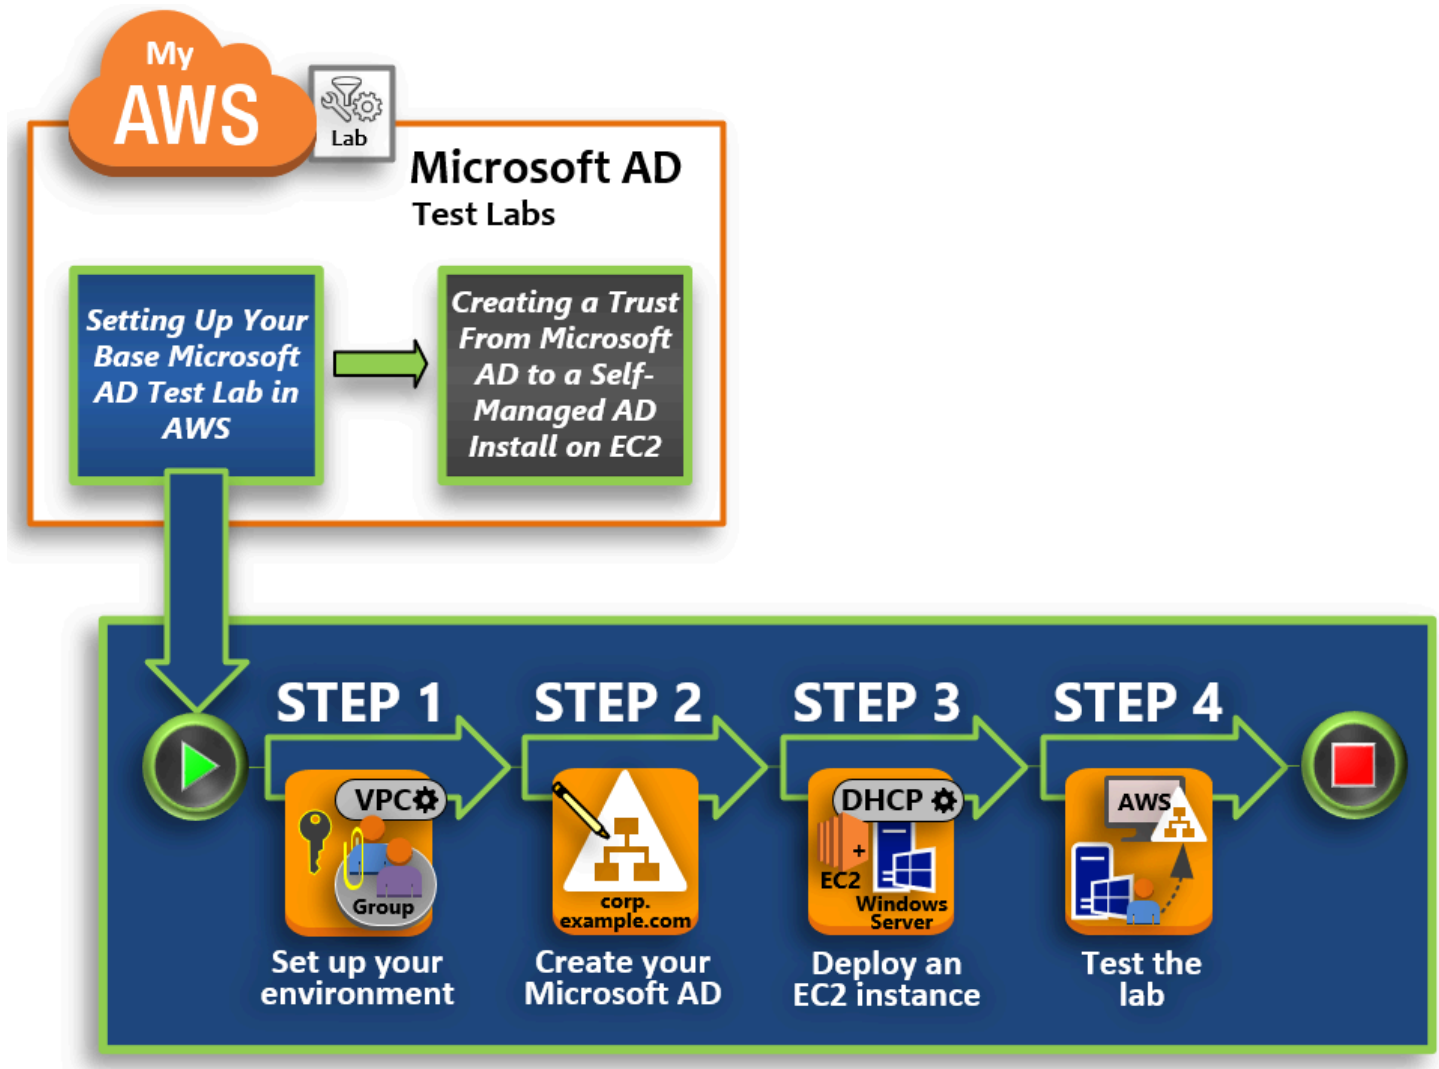 My
AWS
Lab
Microsoft AD
Test Labs
Setting Up Your
Base Microsoft
AD Test Lab in
AWS
Creating a Trust
From Microsoft
AD to a Self-
Managed AD
Install on EC2
STEP 1
STEP 2
STEP 3
STEP 4
VPC
Group
corp.
example.com
DHCP
+
EC2
Windows
Server
AWS
Set up your
environment
Create your
Microsoft AD
Deploy an
EC2 instance
Test the
lab